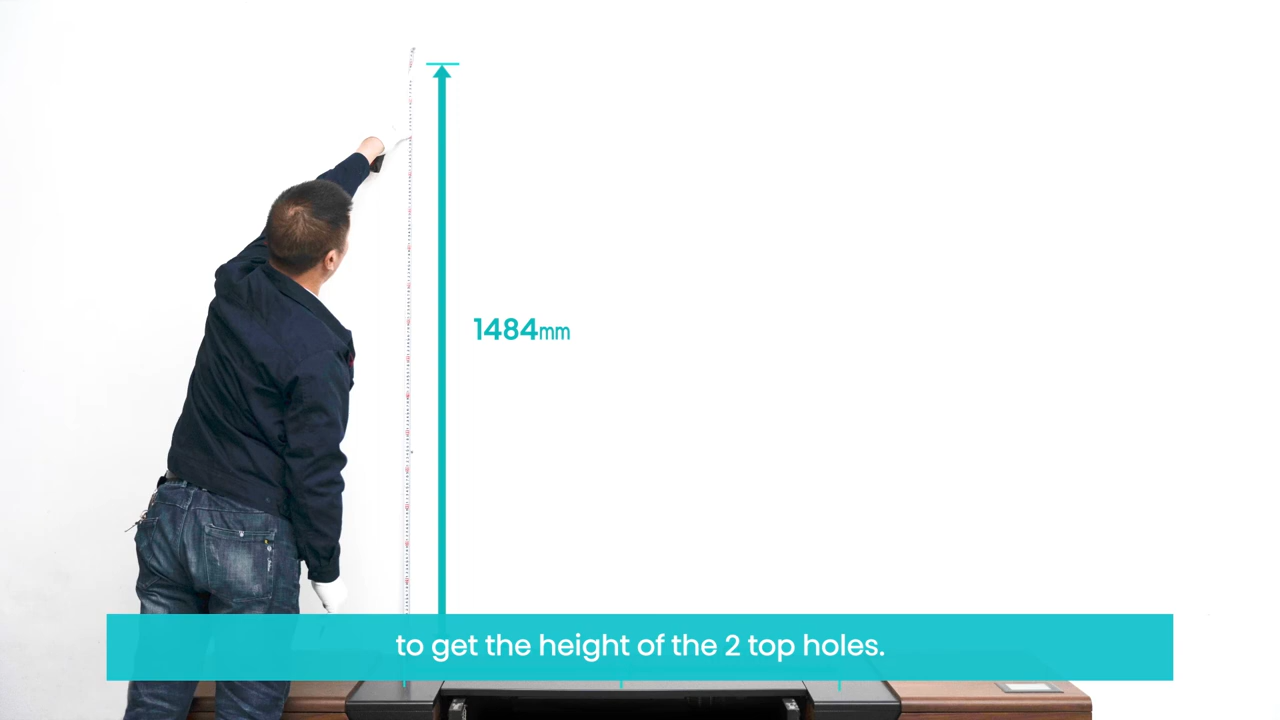 1484mm
to get the height of the 2 top holes.